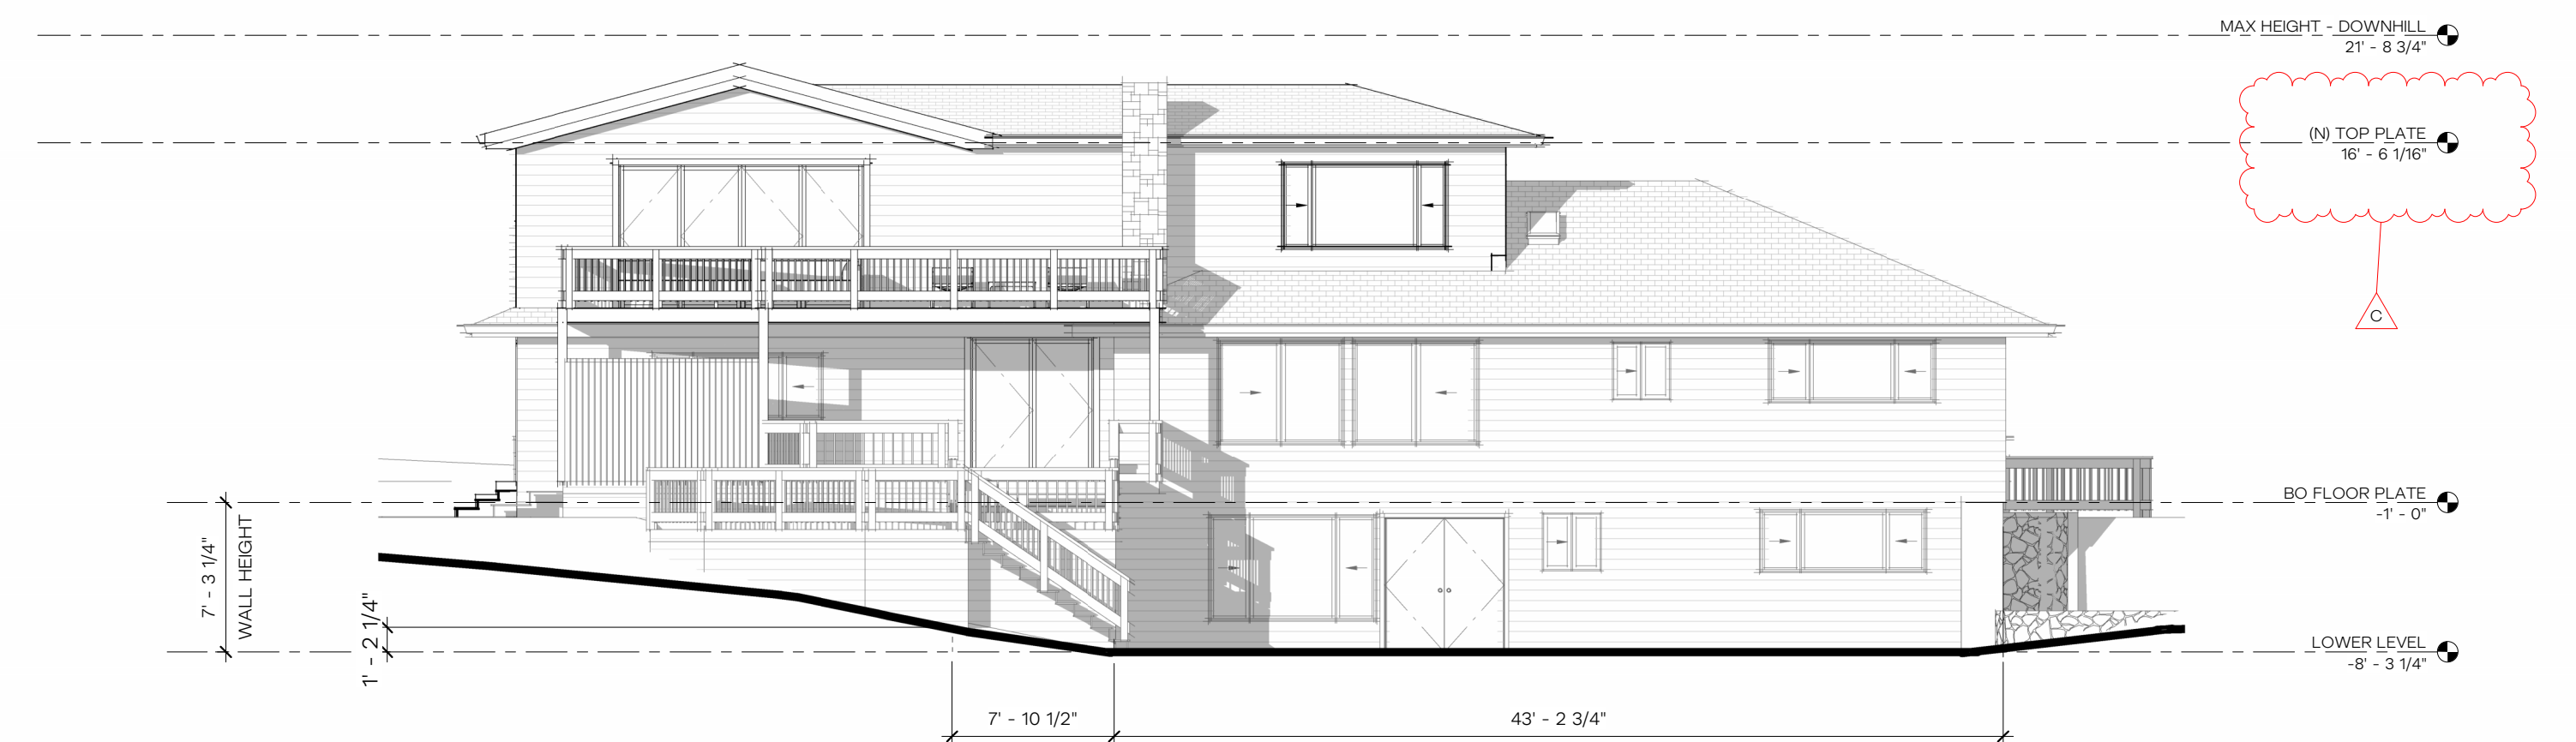 MAX HEIGHT - DOWNHILL
21' - 8 3/4"
(N) TOP PLATE
16' - 6 1/16"
C
BO FLOOR PLATE
-1' - 0"
7' - 3 1/4"
WALL HEIGHT
1' - 2 1/4"
LOWER LEVEL
-8' - 3 1/4"
7' - 10 1/2"
43' - 2 3/4"